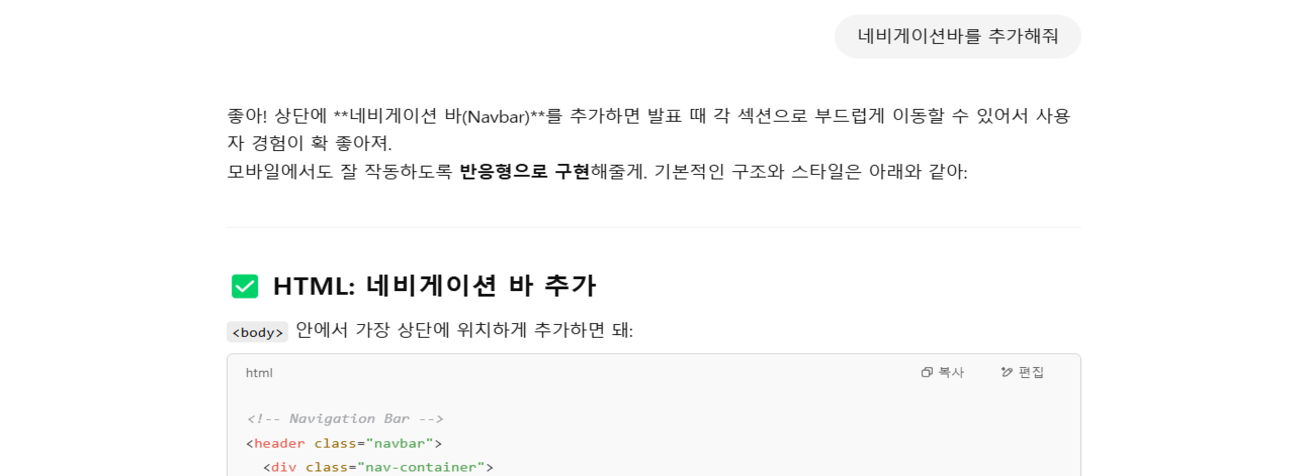 네비게이션바를 추가해줘
좋아! 상단에 **네비게이션 바(Navbar)**를 추가하면 발표 때 각 섹션으로 부드럽게 이동할 수 있어서 사용
자 경험이 확 좋아져.
모바일에서도 잘 작동하도록 반응형으로 구현해줄게. 기본적인 구조와 스타일은 아래와 같아:
✅ HTML: 네비게이션 바 추가
<body> 안에서 가장 상단에 위치하게 추가하면 돼:
html 복사 편집
<!-- Navigation Bar -->
<header class="navbar">
  <div class="nav-container">